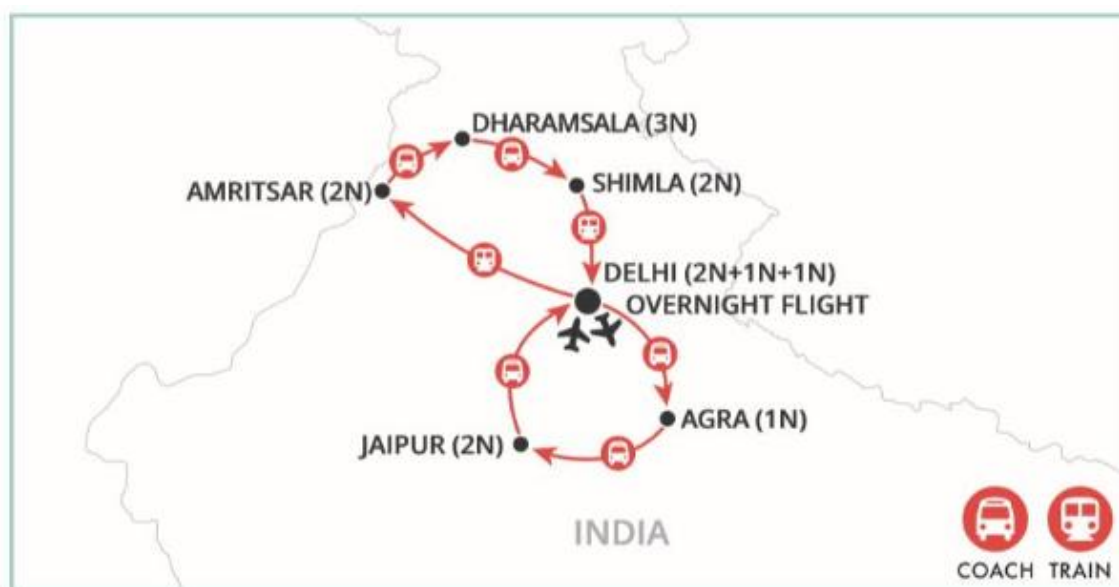 DHARAMSALA (3N)
AMRITSAR (2N)
SHIMLA (2N)
DELHI (2N+1N+1N)
OVERNIGHT FLIGHT
AGRA (1N)
JAIPUR (2N)
INDIA
COACH TRAIN